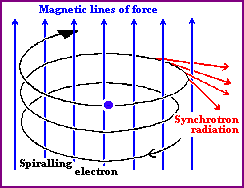 Magnetic lines of force
Synchrotron
radiation
Spiralling
electron